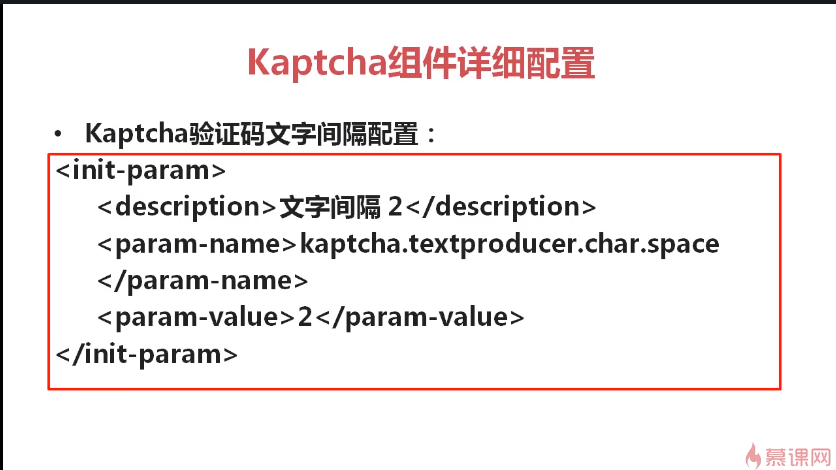 Kaptcha组件详细配置
• Kaptcha验证码文字间隔配置：
<init-param>
<description>文字间隔 2</description>
<param-name>kaptcha.textproducer.char.space
</param-name>
<param-value>2</param-value>
</init-param>
慕课网